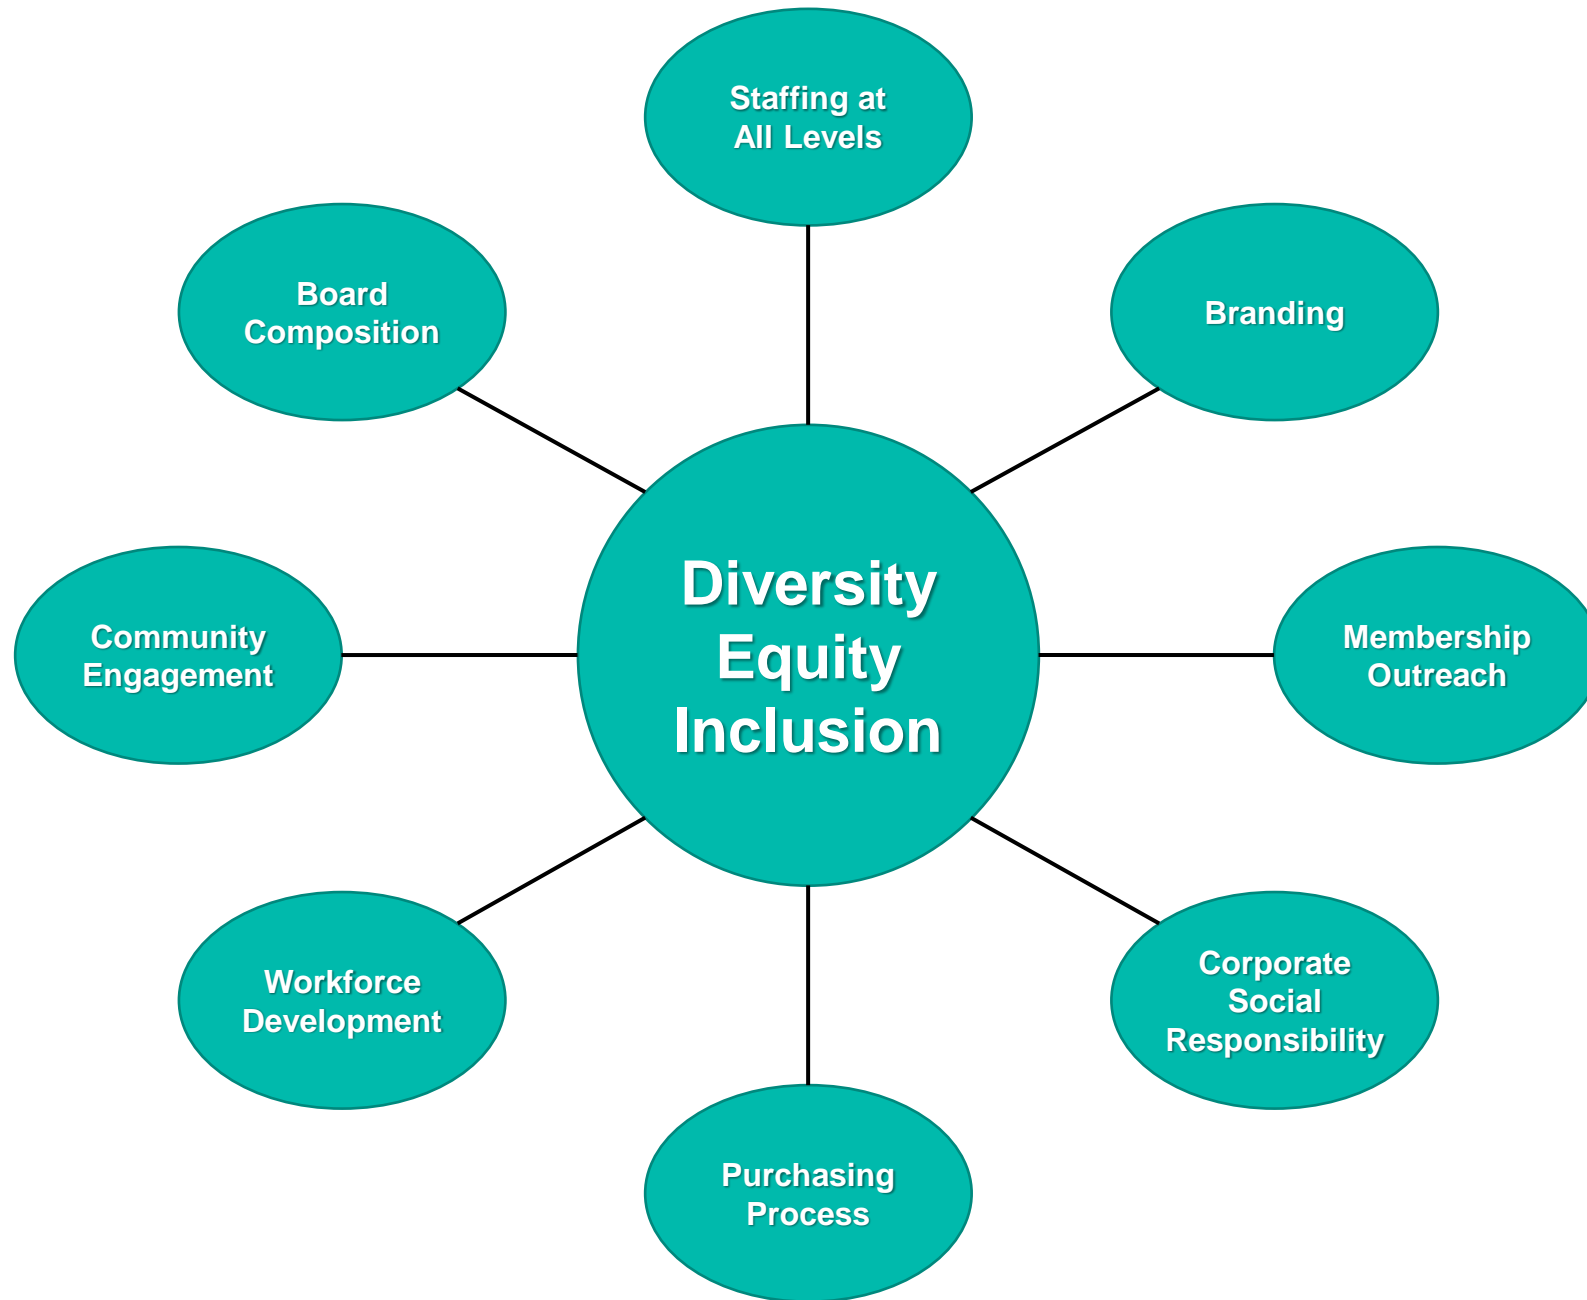 Staffing at
All Levels
Board
Composition
Branding
Diversity
Equity
Inclusion
Community
Engagement
Membership
Outreach
Workforce
Development
Corporate
Social
Responsibility
Purchasing
Process